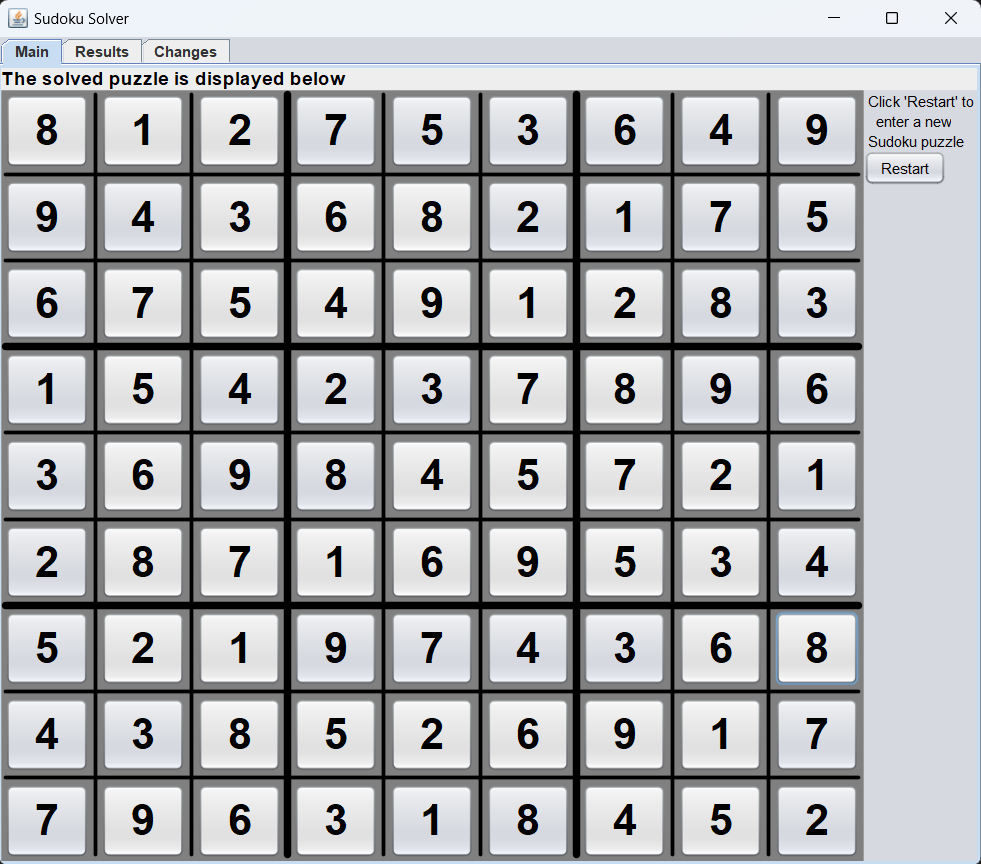 Sudoku Solver
Main Results Changes
The solved puzzle is displayed below
8 1 2 7 5 3 6 4 9
9 4 3 6 8 2 1 7 5
6 7 5 4 9 1 2 8 3
1 5 4 2 3 7 8 9 6
3 6 9 8 4 5 7 2 1
2 8 7 1 6 9 5 3 4
5 2 1 9 7 4 3 6 8
4 3 8 5 2 6 9 1 7
7 9 6 3 1 8 4 5 2
Click 'Restart' to
enter a new
Sudoku puzzle
Restart